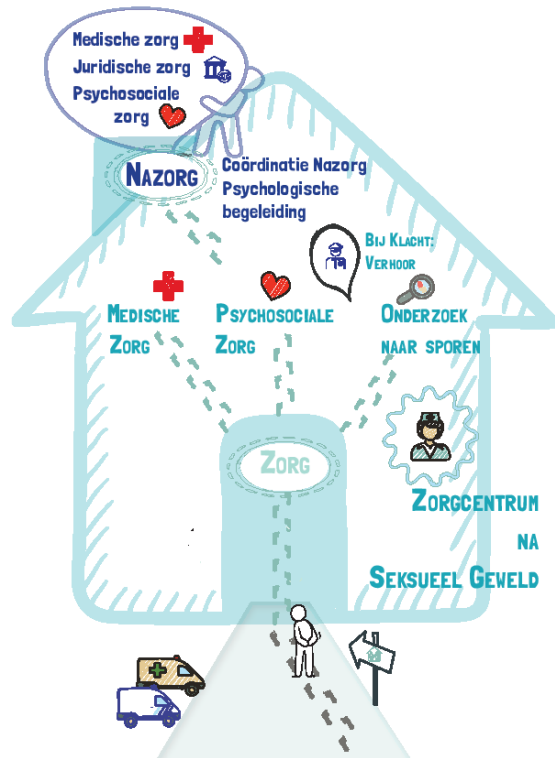 Medische zorg
Juridische zorg
Psychosociale
zorg
Nazorg
Coördinatie Nazorg
Psychologische
begeleiding
Bij Klacht:
Verhoor
Medische
Zorg
Psychosociale
Zorg
Onderzoek
naar sporen
Zorg
Zorgcentrum
na
Seksueel Geweld